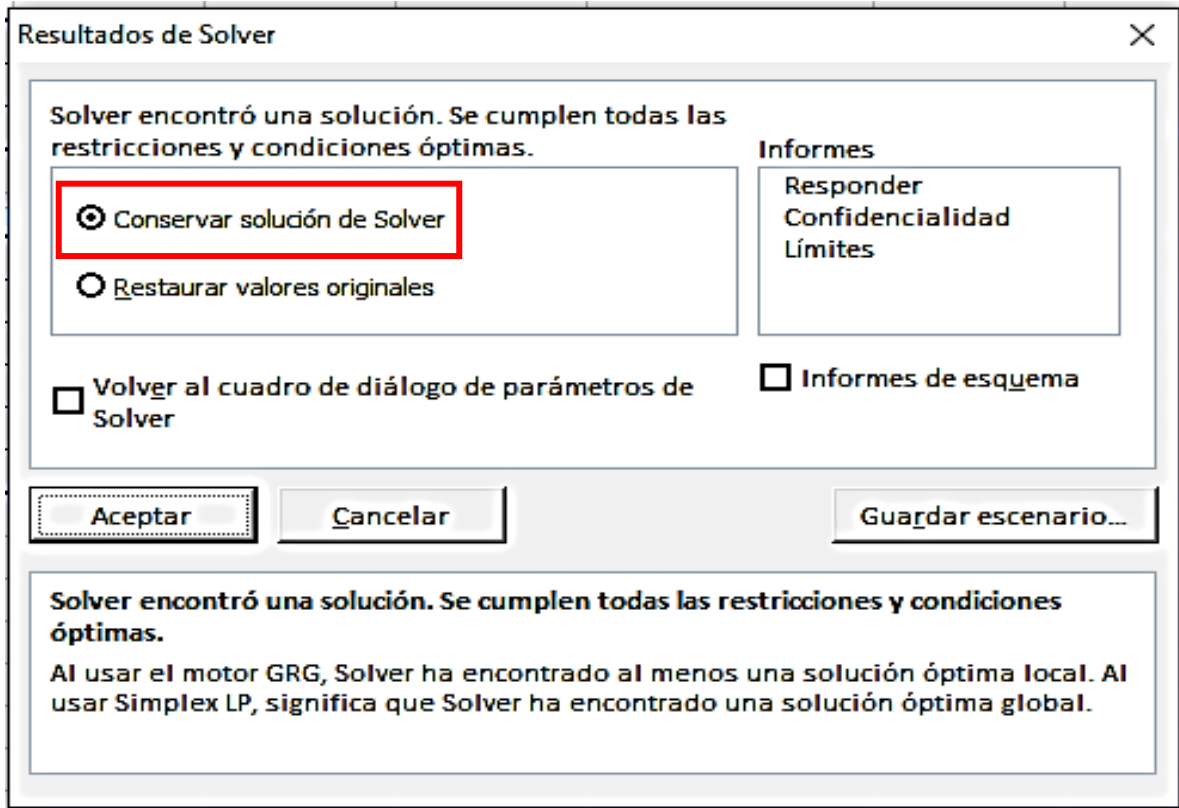 Resultados de Solver
Solver encontró una solución. Se cumplen todas las
restricciones y condiciones óptimas.
Conservar solución de Solver
Restaurar valores originales
Informes
Responder
Confidencialidad
Límites
Volver al cuadro de diálogo de parámetros de
Solver
Informes de esquema
Aceptar
Cancelar
Guardar escenario...
Solver encontró una solución. Se cumplen todas las restricciones y condiciones
óptimas.
Al usar el motor GRG, Solver ha encontrado al menos una solución óptima local. Al
usar Simplex LP, significa que Solver ha encontrado una solución óptima global.